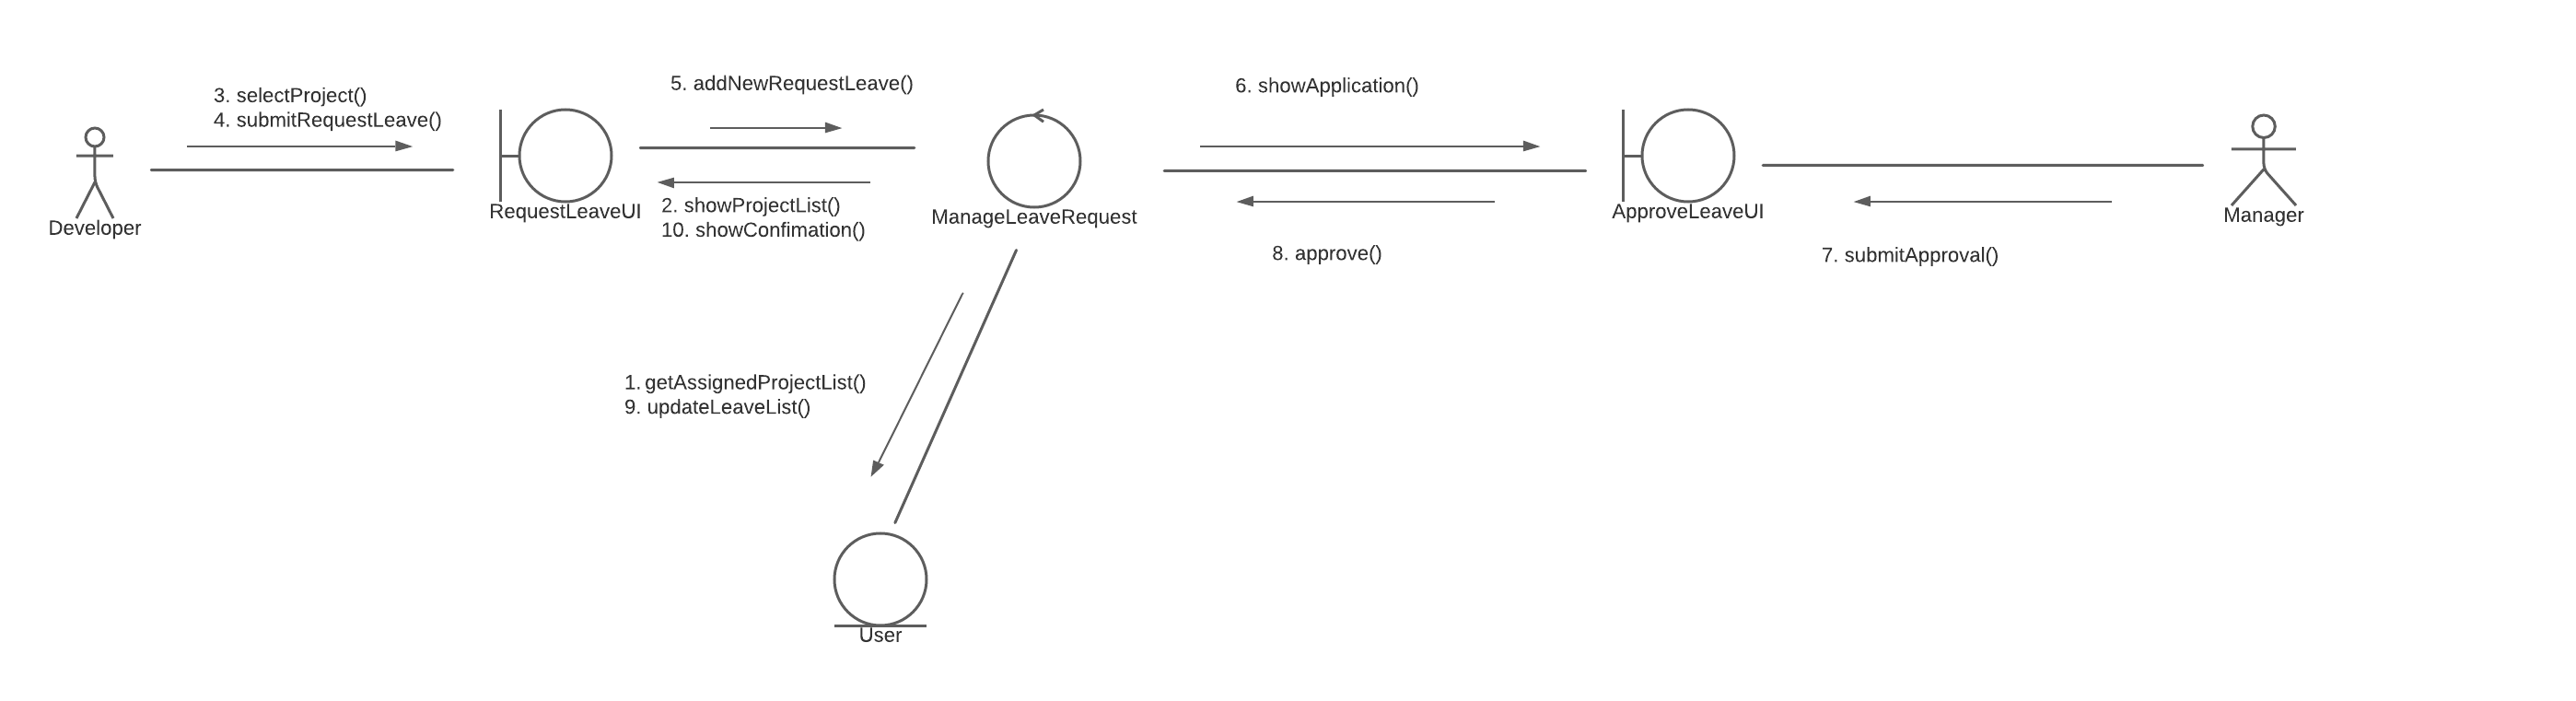 3. selectProject()
4. submitRequestLeave()
Developer
RequestLeaveUI
5. addNewRequestLeave()
2. showProjectList()
10. showConfimation()
ManageLeaveRequest
6. showApplication()
8. approve()
ApproveLeaveUI
7. submitApproval()
Manager
1. getAssignedProjectList()
9. updateLeaveList()
User